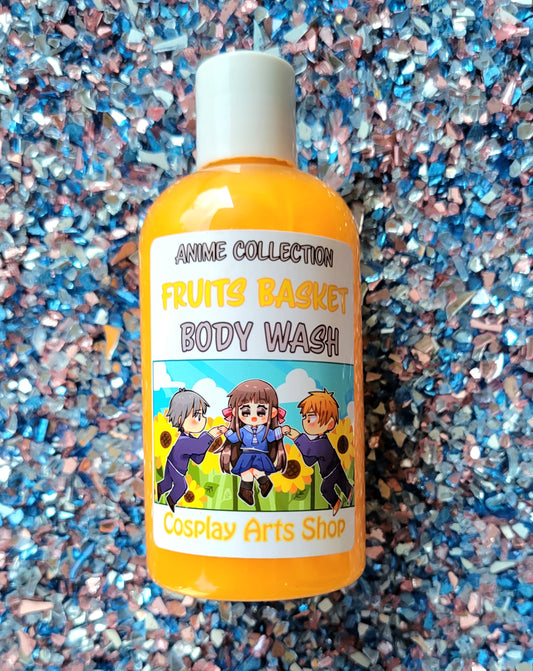 ANIME COLLECTION
FRUITS BASKET
BODY WASH
Cosplay Arts Shop